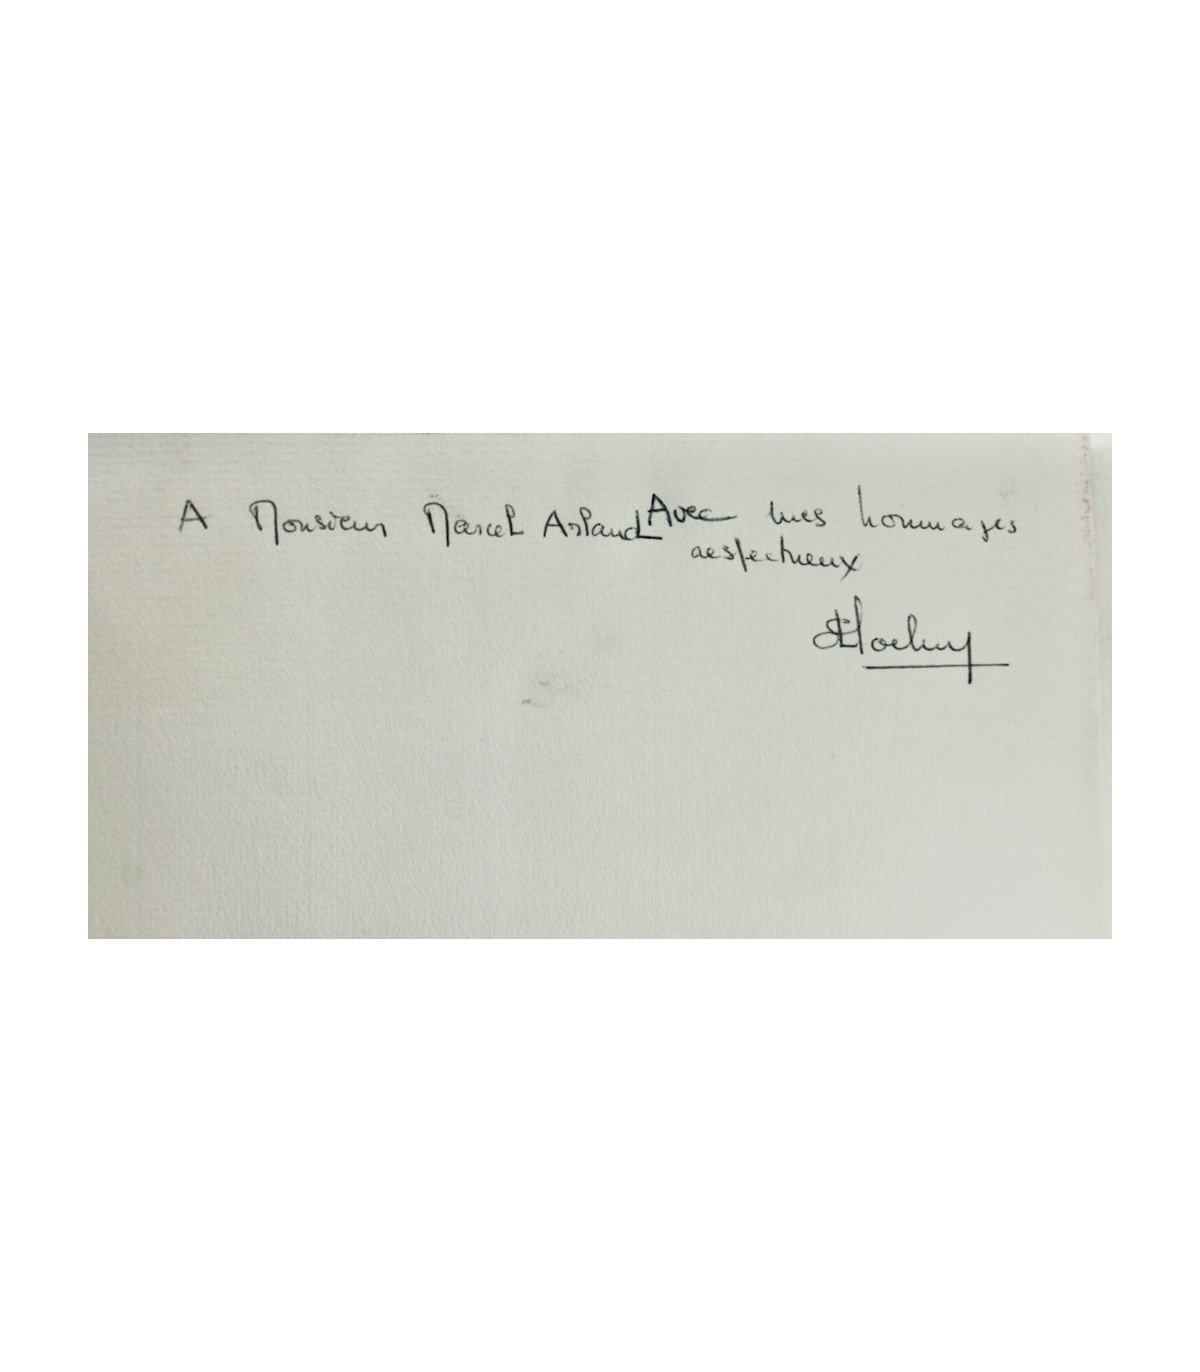 A Monsieur Marcel Arland Avec mes hommages
respectueux